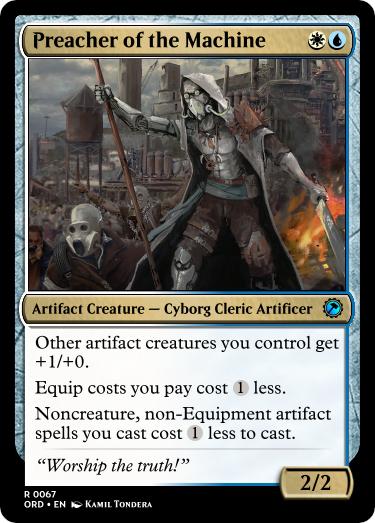 Preacher of the Machine
Artifact Creature — Cyborg Cleric Artificer
Other artifact creatures you control get
+1/+0.
Equip costs you pay cost 1 less.
Noncreature, non-Equipment artifact
spells you cast cost 1 less to cast.
“Worship the truth!”
2/2
R 0067
ORD • EN Kamil Tondera